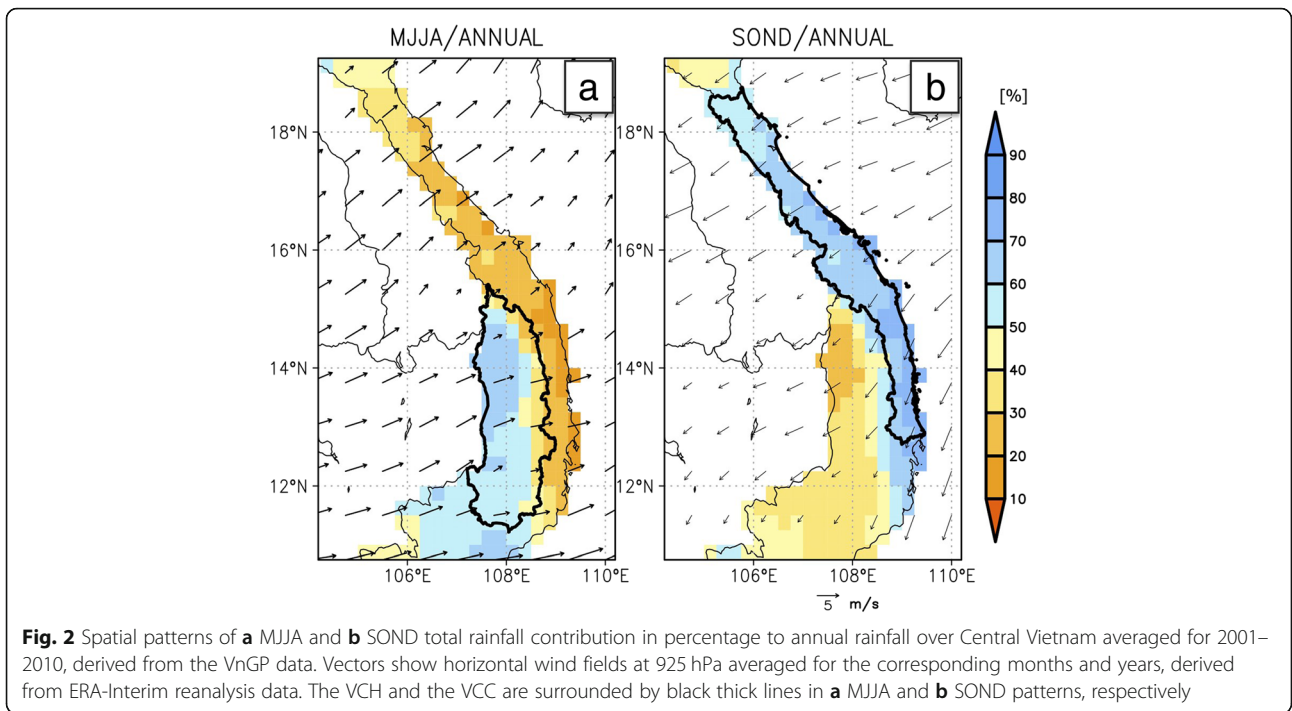 MJJA/ANNUAL
SOND/ANNUAL
a
b
[%]
18°N
16°N
14°N
12°N
106°E
108°E
110°E
18°N
16°N
14°N
12°N
106°E
108°E
110°E
90
80
70
60
50
40
30
20
10
5 m/s
Fig. 2 Spatial patterns of a MJJA and b SOND total rainfall contribution in percentage to annual rainfall over Central Vietnam averaged for 2001–
2010, derived from the VnGP data. Vectors show horizontal wind fields at 925 hPa averaged for the corresponding months and years, derived
from ERA-Interim reanalysis data. The VCH and the VCC are surrounded by black thick lines in a MJJA and b SOND patterns, respectively